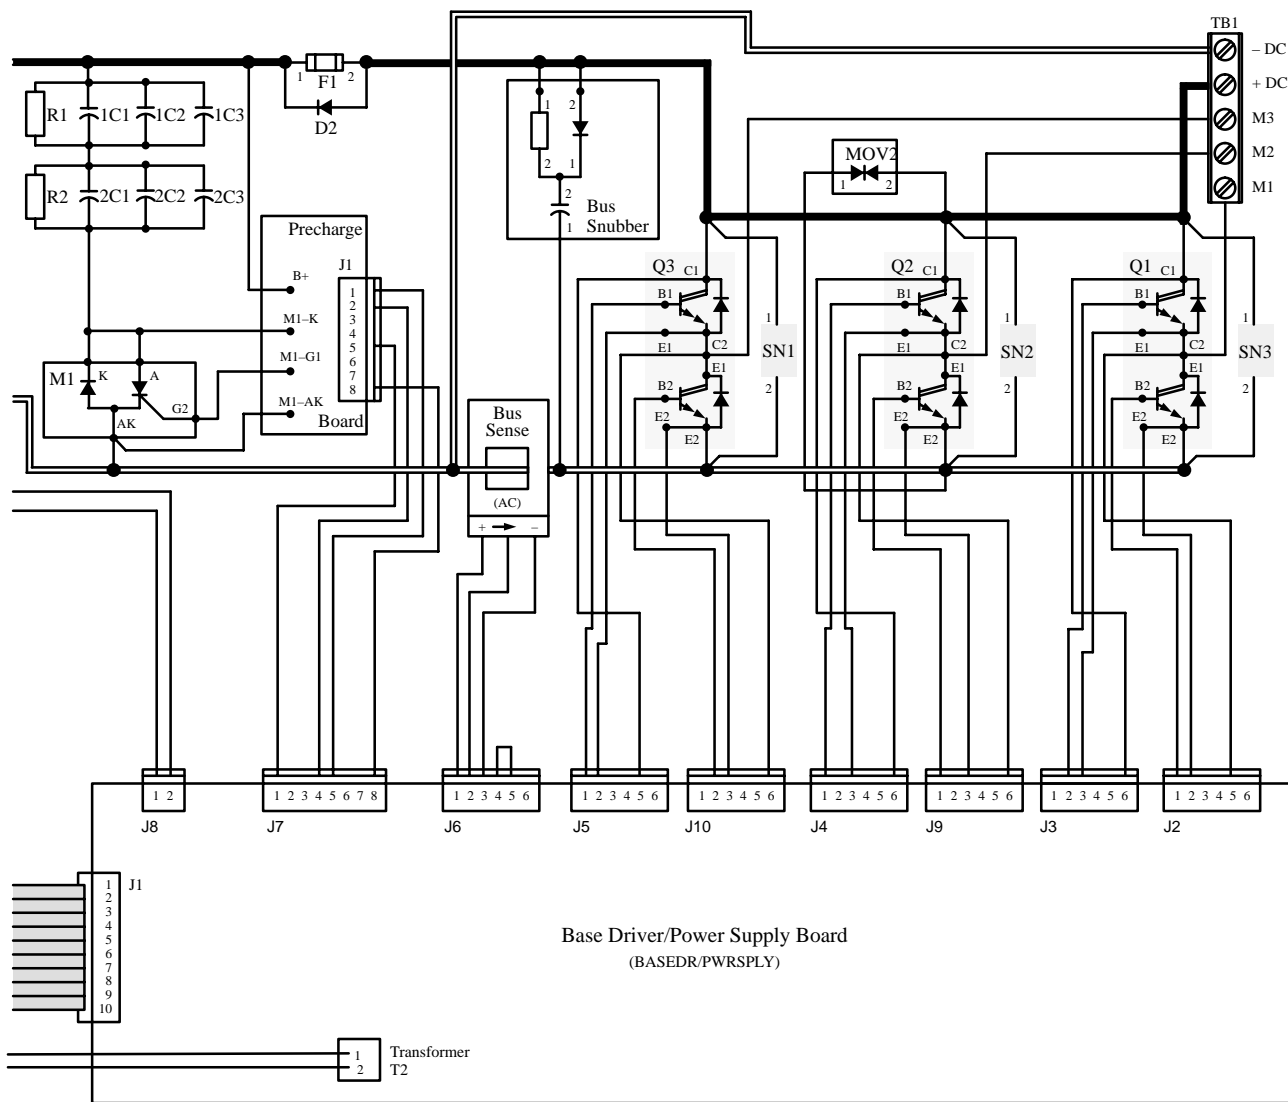 TB1
– DC
+ DC
M3
M2
M1
1 F1 2
D2
R1 1C1 1C2 1C3
R2 2C1 2C2 2C3
1 2
2 1
2
1
Bus
Snubber
MOV2
1 2
Precharge
J1
B+
M1–K
M1–G1
M1–AK
Board
1
2
3
4
5
6
7
8
M1 K A
G2
AK
Bus
Sense
(AC)
+ –
Q3 C1
B1
E1 C2
E1
B2
E2
E2
1
SN1
2
Q2 C1
B1
E1 C2
E1
B2
E2
E2
1
SN2
2
Q1 C1
B1
E1 C2
E1
B2
E2
E2
1
SN3
2
1 2
J8
1 2 3 4 5 6 7 8
J7
1 2 3 4 5 6
J6
1 2 3 4 5 6
J5
1 2 3 4 5 6
J10
1 2 3 4 5 6
J4
1 2 3 4 5 6
J9
1 2 3 4 5 6
J3
1 2 3 4 5 6
J2
J1
1
2
3
4
5
6
7
8
9
10
Base Driver/Power Supply Board
(BASEDR/PWRSPLY)
1
2
Transformer
T2